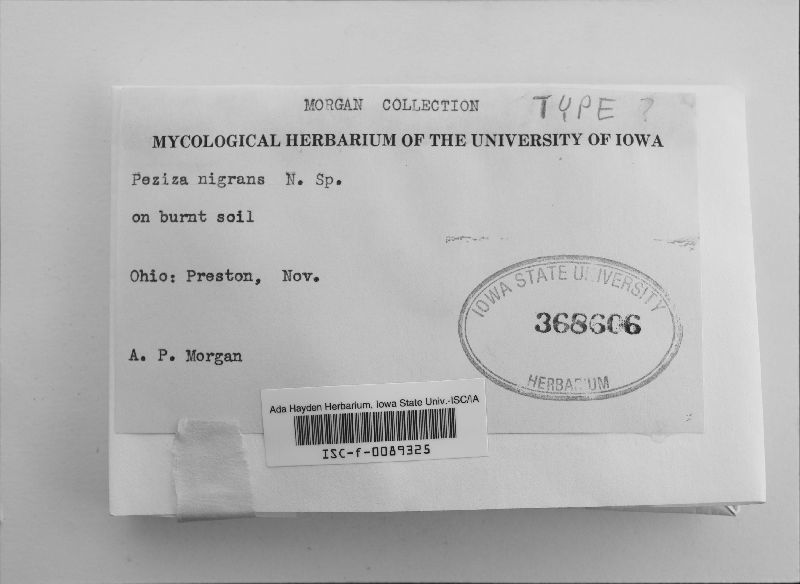 MORGAN COLLECTION TYPE ?
MYCOLOGICAL HERBARIUM OF THE UNIVERSITY OF IOWA
Peziza nigrans N. Sp.
on burnt soil
Ohio: Preston, Nov.
IOWA STATE UNIVERSITY
368606
HERBARIUM
A. P. Morgan
Ada Hayden Herbarium, Iowa State Univ.-ISC/IA
ISC-f-0089325